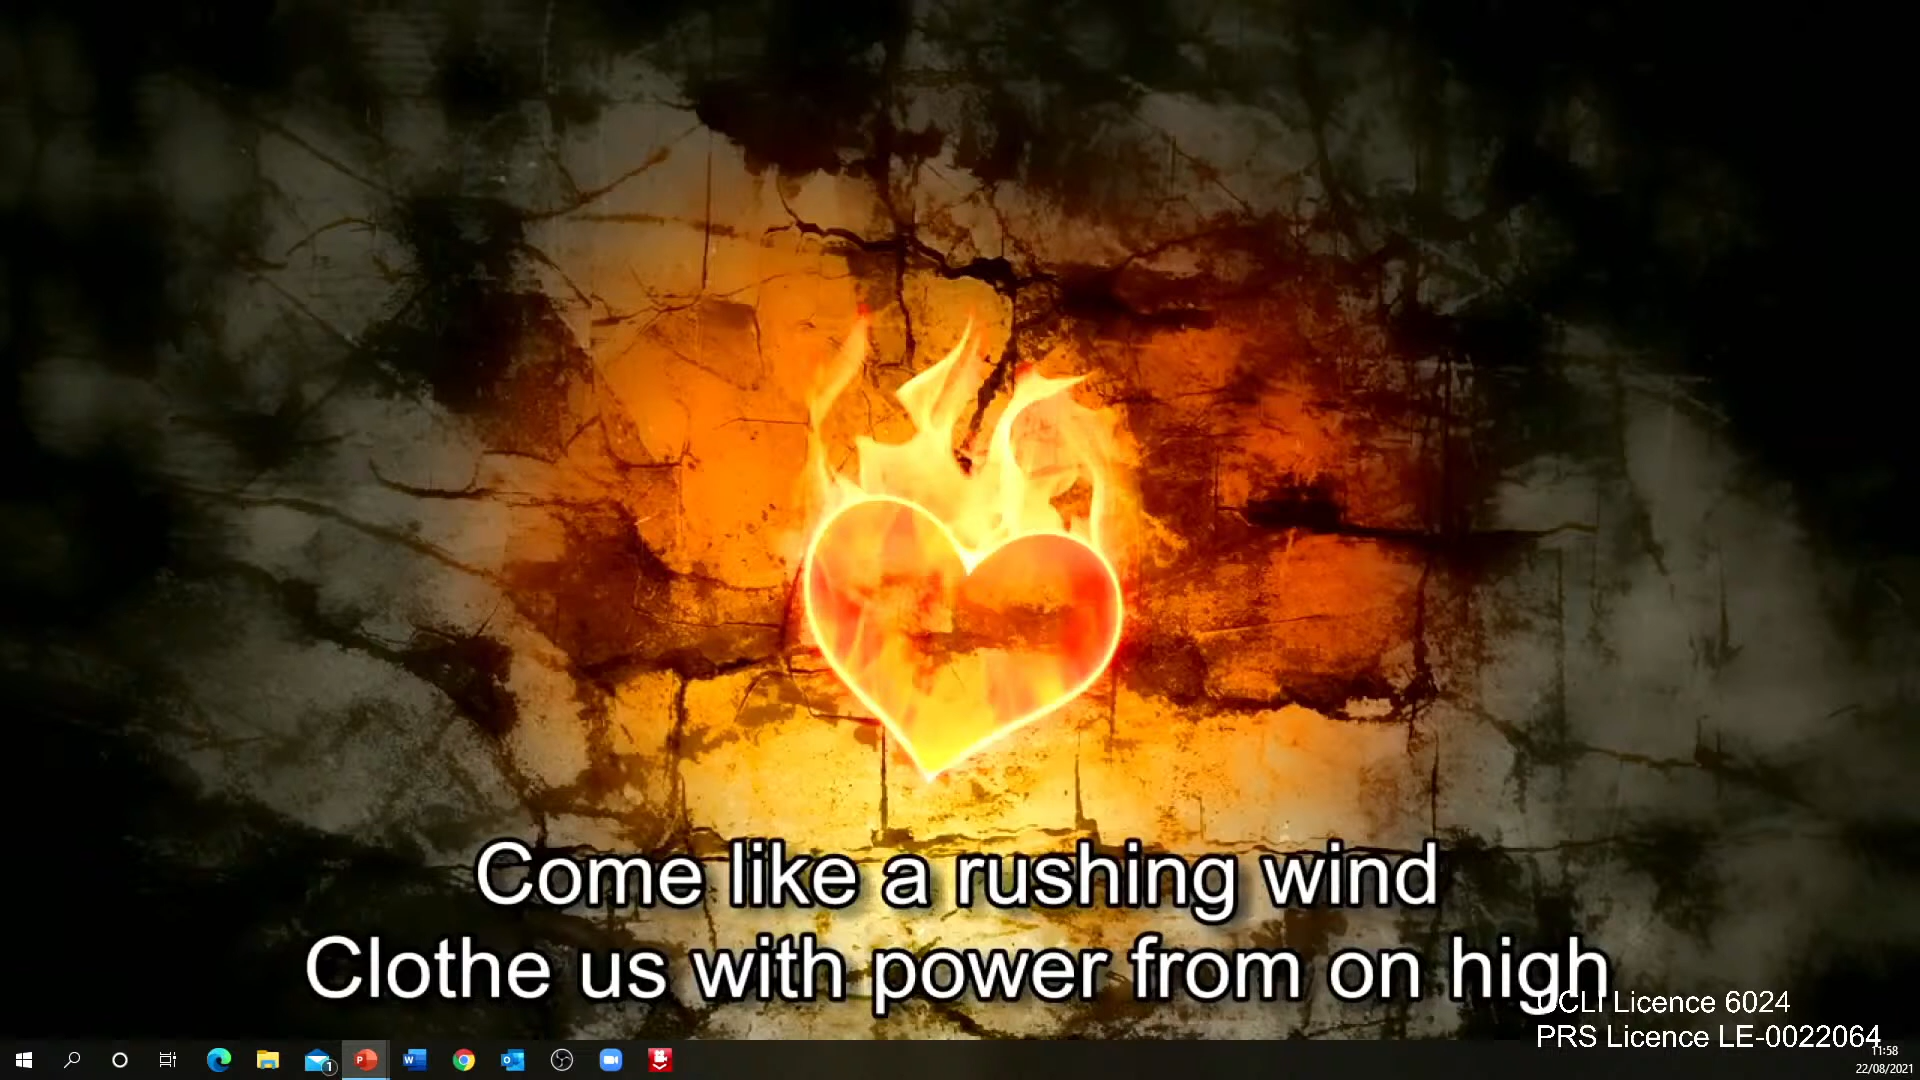 Come like a rushing wind
Clothe us with power from on high
CCLI Licence 6024
PRS Licence LE-0022064
1
11:58
22/08/2021